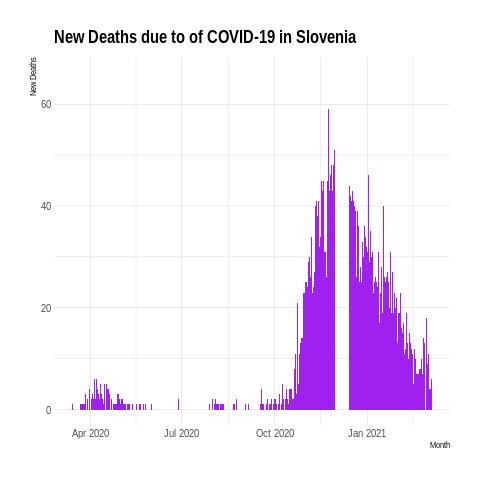 New Deaths due to of COVID-19 in Slovenia
New Deaths
60
40
20
0
Apr 2020 Jul 2020 Oct 2020 Jan 2021
Month